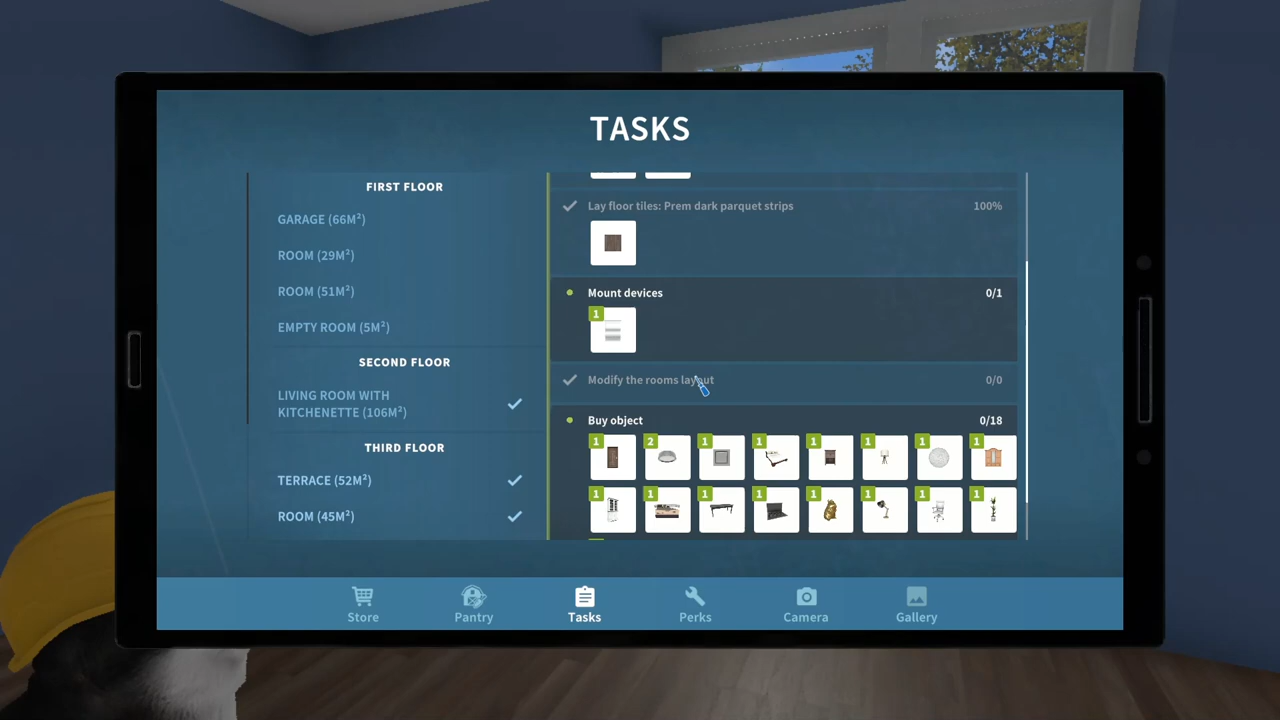 TASKS
FIRST FLOOR
GARAGE (66M²)
ROOM (29M²)
ROOM (51M²)
EMPTY ROOM (5M²)
SECOND FLOOR
LIVING ROOM WITH
KITCHENETTE (106M²)
THIRD FLOOR
TERRACE (52M²)
ROOM (45M²)
Lay floor tiles: Prem dark parquet strips 100%
Mount devices 0/1
1
Modify the rooms layout 0/0
Buy object 0/18
1 2 1 1 1 1 1 1
1 1 1 1 1 1 1 1
Store Pantry Tasks Perks Camera Gallery